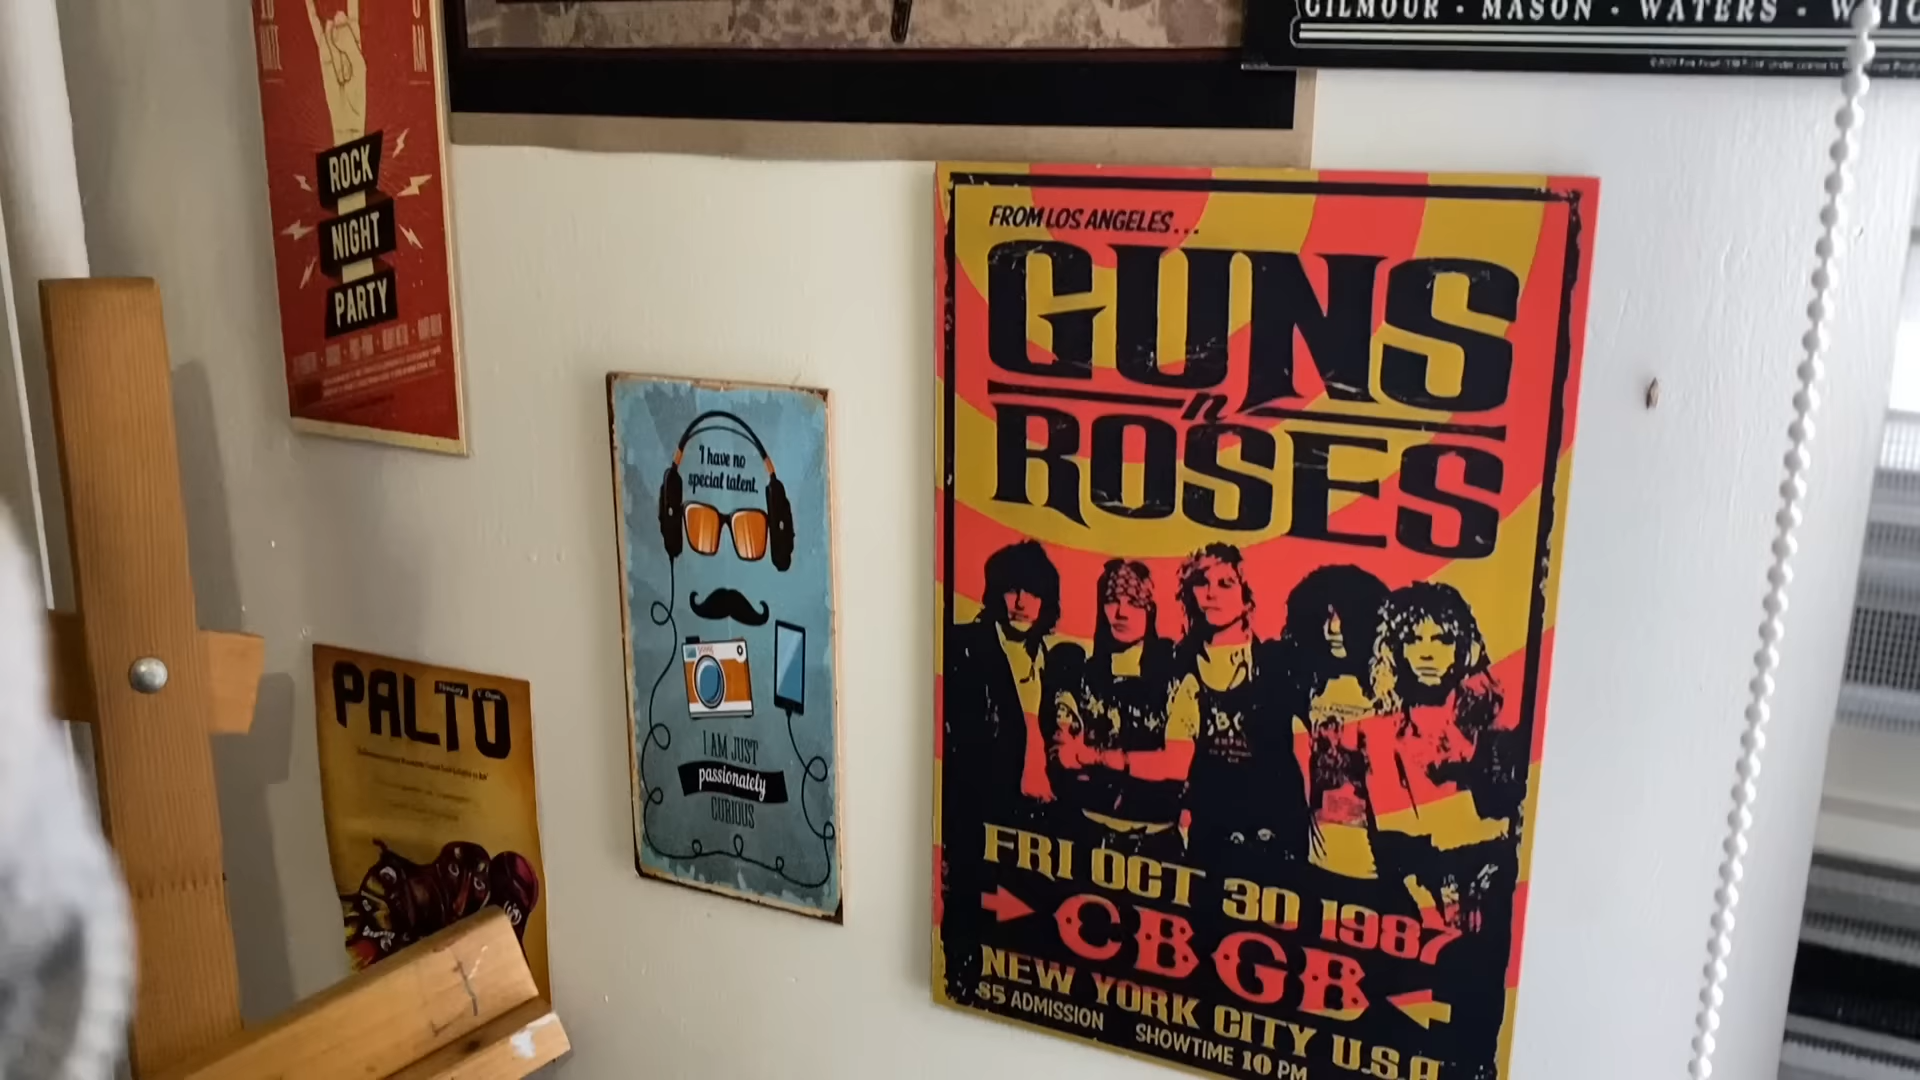 GILMOUR - MASON - WATERS -
ROCK
NIGHT
PARTY
FROM LOS ANGELES...
GUNS
n
ROSES
FRI OCT 30 1987
CBGB
NEW YORK CITY U.S.A
$5 ADMISSION SHOWTIME 10 PM
"I have no
special talent,
I AM JUST
passionately
CURIOUS
PALTO